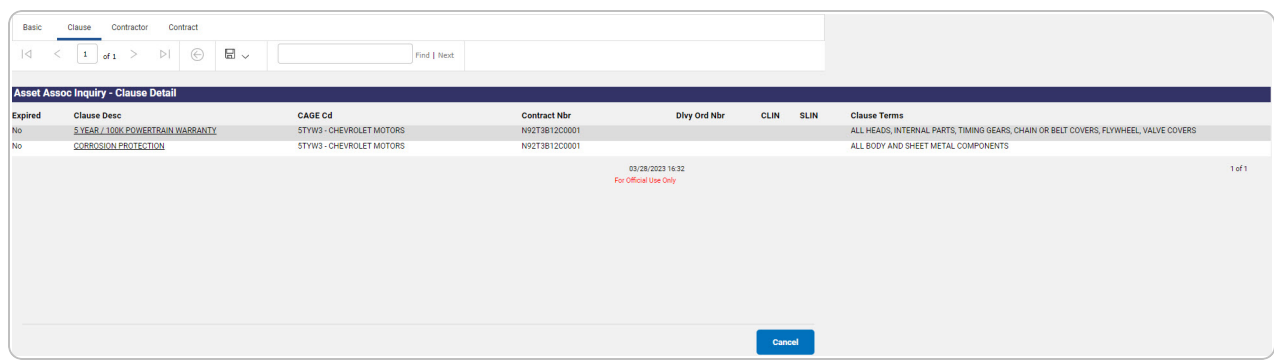 Basic Clause Contractor Contract
1 of 1 Find | Next
Asset Assoc Inquiry - Clause Detail
Expired Clause Desc CAGE Cd Contract Nbr Dlvy Ord Nbr CLIN SLIN Clause Terms
No 5 YEAR / 100K POWERTRAIN WARRANTY 5TYW3 - CHEVROLET MOTORS N92T3B12C0001 ALL HEADS, INTERNAL PARTS, TIMING GEARS, CHAIN OR BELT COVERS, FLYWHEEL, VALVE COVERS
No CORROSION PROTECTION 5TYW3 - CHEVROLET MOTORS N92T3B12C0001 ALL BODY AND SHEET METAL COMPONENTS
03/28/2023 16:32 1 of 1
For Official Use Only
Cancel